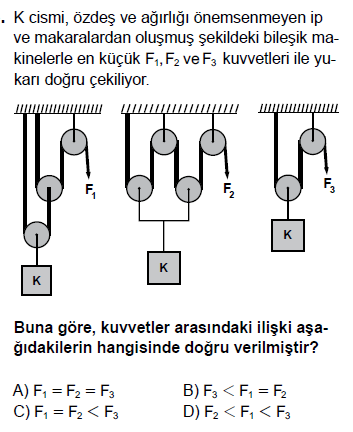 . K cismi, özdeş ve ağırlığı önemsenmeyen ip
ve makaralardan oluşmuş şekildeki bileşik ma-
kinelerle en küçük F₁, F₂ ve F₃ kuvvetleri ile yu-
karı doğru çekiliyor.
F₁ F₂ F₃
K K K
Buna göre, kuvvetler arasındaki ilişki aşa-
ğıdakilerin hangisinde doğru verilmiştir?
A) F₁ = F₂ = F₃ B) F₃ < F₁ = F₂
C) F₁ = F₂ < F₃ D) F₂ < F₁ < F₃